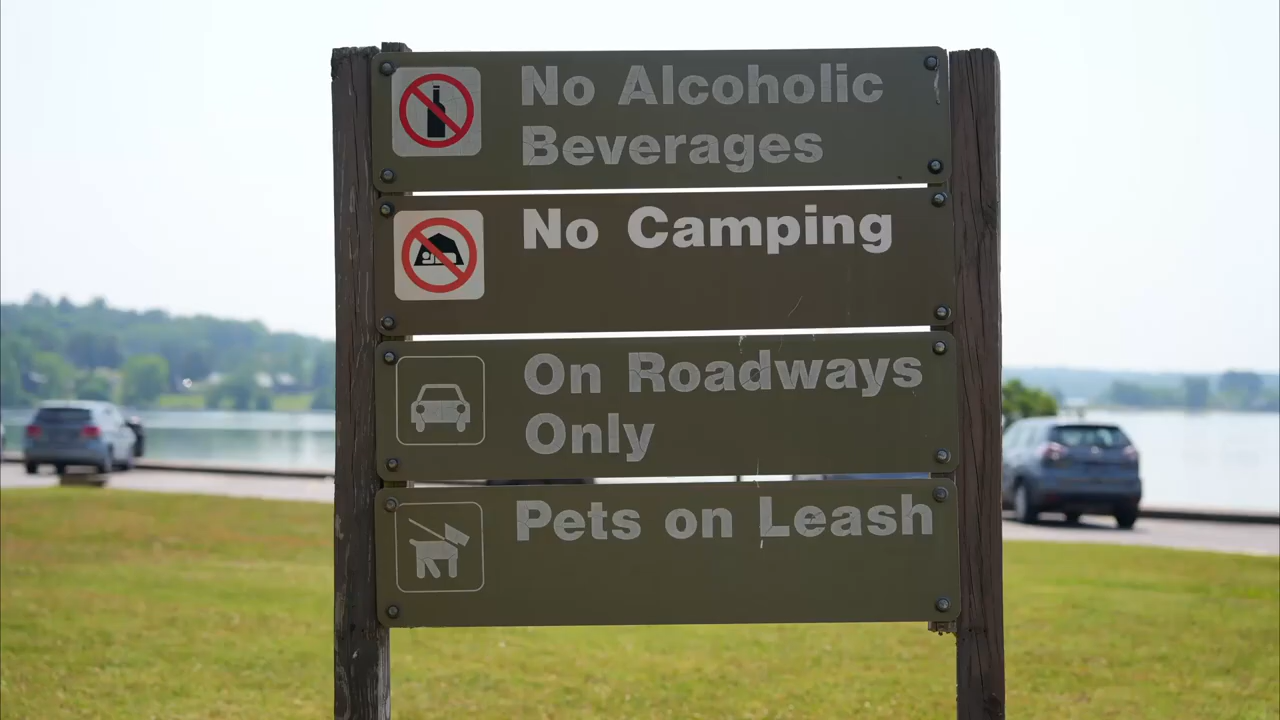 No Alcoholic
Beverages
No Camping
On Roadways
Only
Pets on Leash